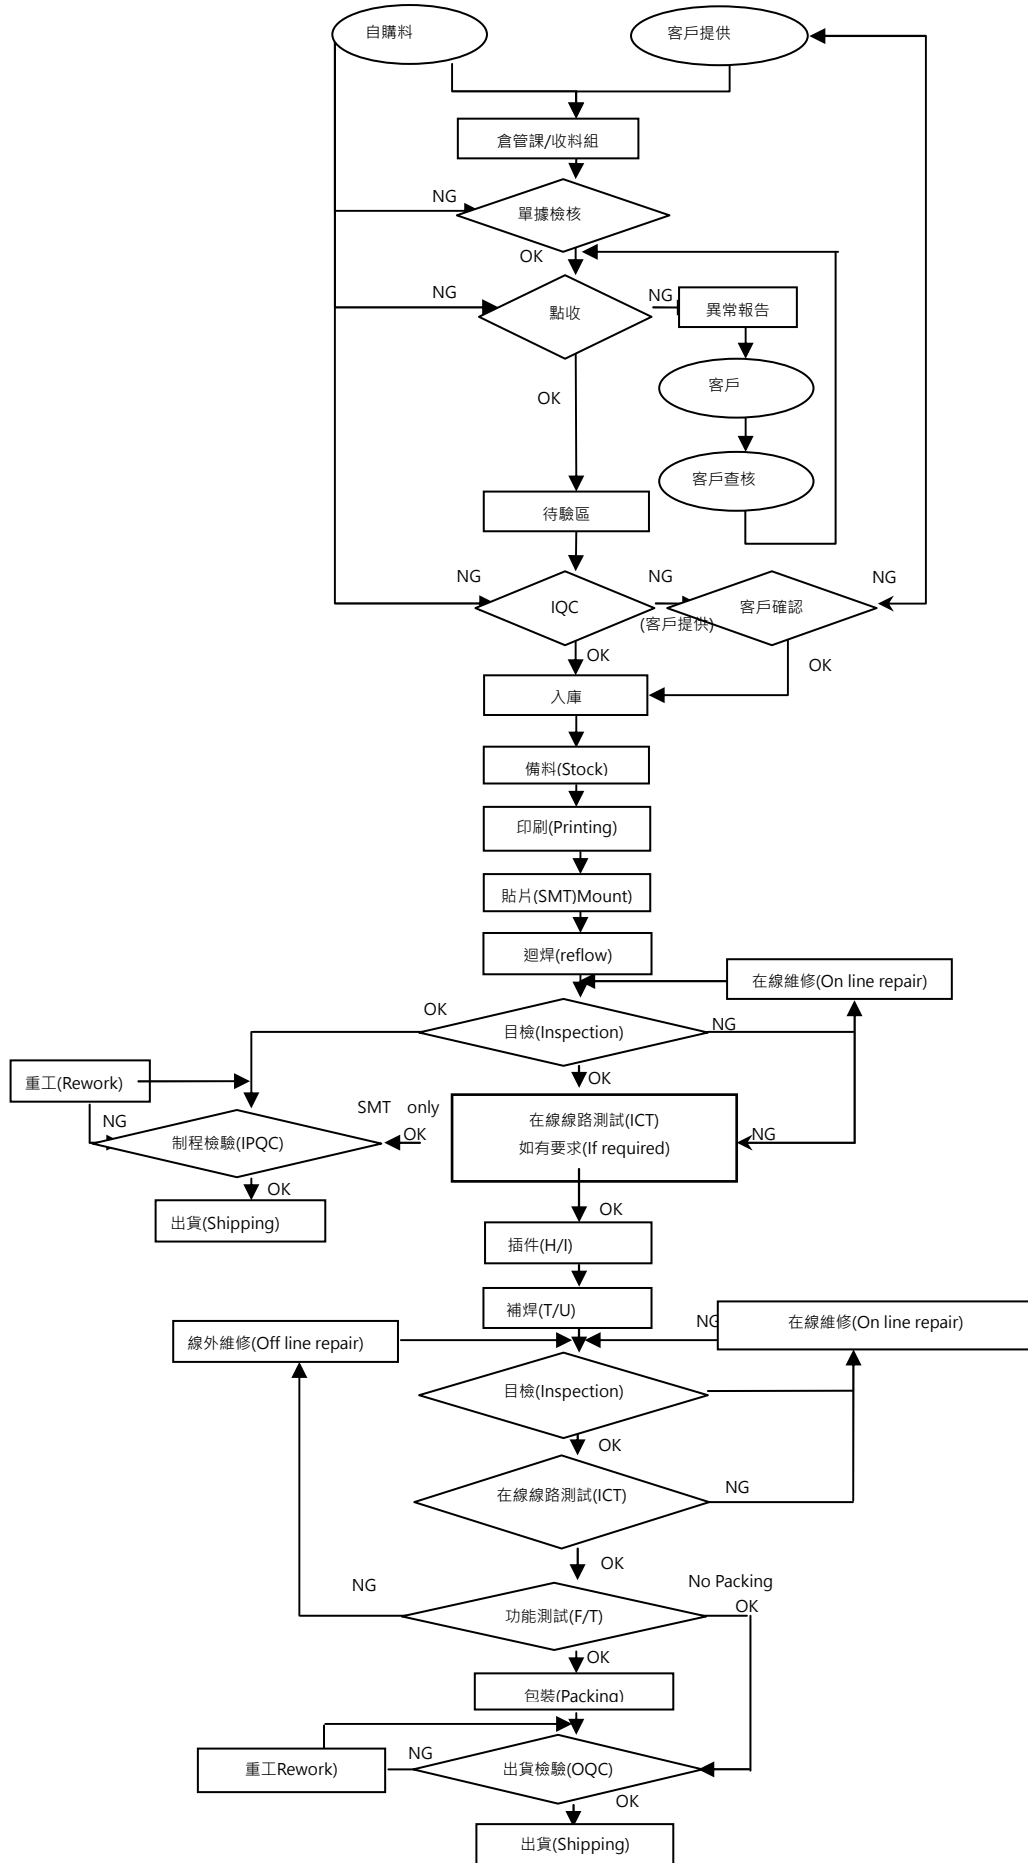 自購料
客戶提供
倉管課/收料組
NG
單據檢核
OK
NG
點收
NG
異常報告
客戶
OK
客戶查核
待驗區
NG
IQC
NG
(客戶提供)
客戶確認
NG
OK
OK
入庫
備料(Stock)
印刷(Printing)
貼片(SMT)Mount)
迴焊(reflow)
在線維修(On line repair)
OK
目檢(Inspection)
NG
OK
重工(Rework)
NG
制程檢驗(IPQC)
SMT only
OK
在線線路測試(ICT)
如有要求(If required)
NG
OK
出貨(Shipping)
OK
插件(H/I)
補焊(T/U)
線外維修(Off line repair)
NG
在線維修(On line repair)
目檢(Inspection)
OK
在線線路測試(ICT)
NG
OK
NG
功能測試(F/T)
No Packing
OK
OK
包裝(Packing)
重工Rework)
NG
出貨檢驗(OQC)
OK
出貨(Shipping)